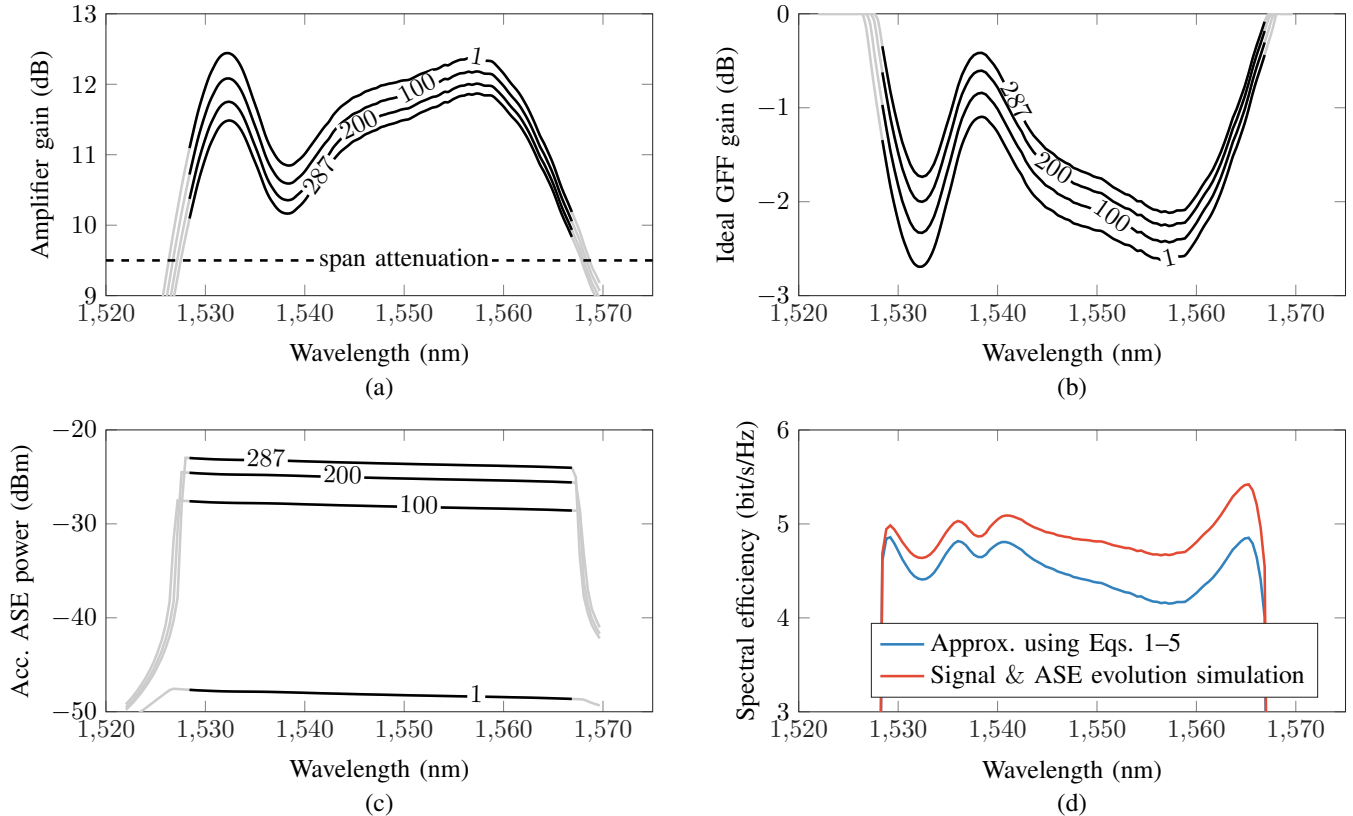 13
12
11
10
9
Amplifier gain (dB)
1
100
200
287
span attenuation
1,520 1,530 1,540 1,550 1,560 1,570
Wavelength (nm)
(a)
0
−1
−2
−3
Ideal GFF gain (dB)
287
200
100
1
1,520 1,530 1,540 1,550 1,560 1,570
Wavelength (nm)
(b)
−20
−30
−40
−50
Acc. ASE power (dBm)
287
200
100
1
1,520 1,530 1,540 1,550 1,560 1,570
Wavelength (nm)
(c)
6
5
4
3
Spectral efficiency (bit/s/Hz)
Approx. using Eqs. 1–5
Signal & ASE evolution simulation
1,520 1,530 1,540 1,550 1,560 1,570
Wavelength (nm)
(d)